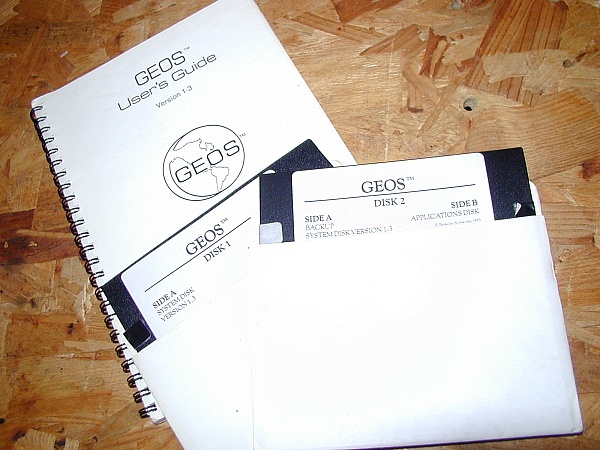 GEOS™
User's Guide
Version 1·3
GEOS™
GEOS™
DISK 1
SIDE A
SYSTEM DISK
VERSION 1.3
GEOS™
DISK 2
SIDE A
BACKUP
SYSTEM DISK VERSION 1.3
SIDE B
APPLICATIONS DISK